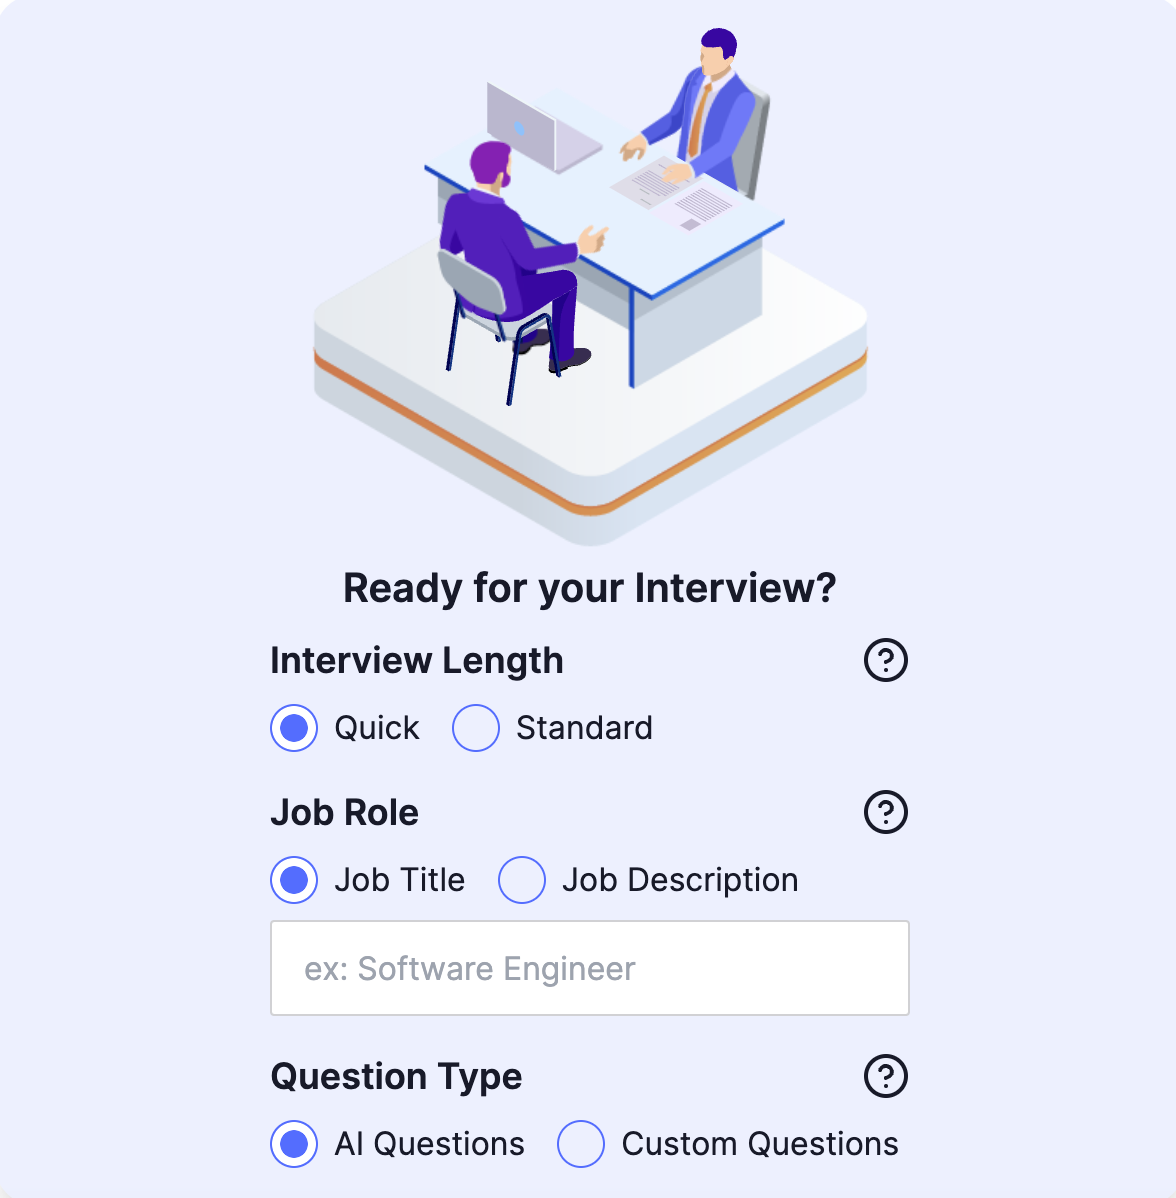 Ready for your Interview?
Interview Length
Quick Standard
Job Role
Job Title Job Description
ex: Software Engineer
Question Type
AI Questions Custom Questions